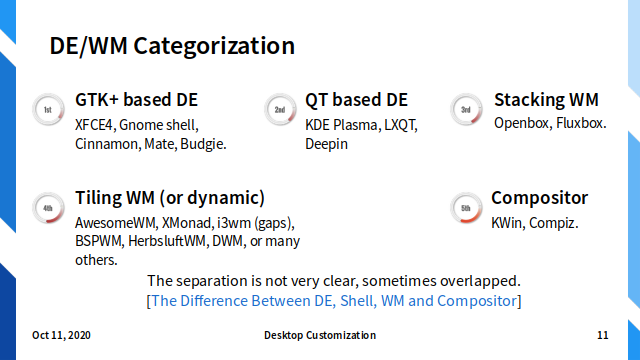 DE/WM Categorization
1st
GTK+ based DE
XFCE4, Gnome shell,
Cinnamon, Mate, Budgie.
2nd
QT based DE
KDE Plasma, LXQT,
Deepin
3rd
Stacking WM
Openbox, Fluxbox.
4th
Tiling WM (or dynamic)
AwesomeWM, XMonad, i3wm (gaps),
BSPWM, HerbsluftWM, DWM, or many
others.
5th
Compositor
KWin, Compiz.
The separation is not very clear, sometimes overlapped.
[The Difference Between DE, Shell, WM and Compositor]
Oct 11, 2020
Desktop Customization
11